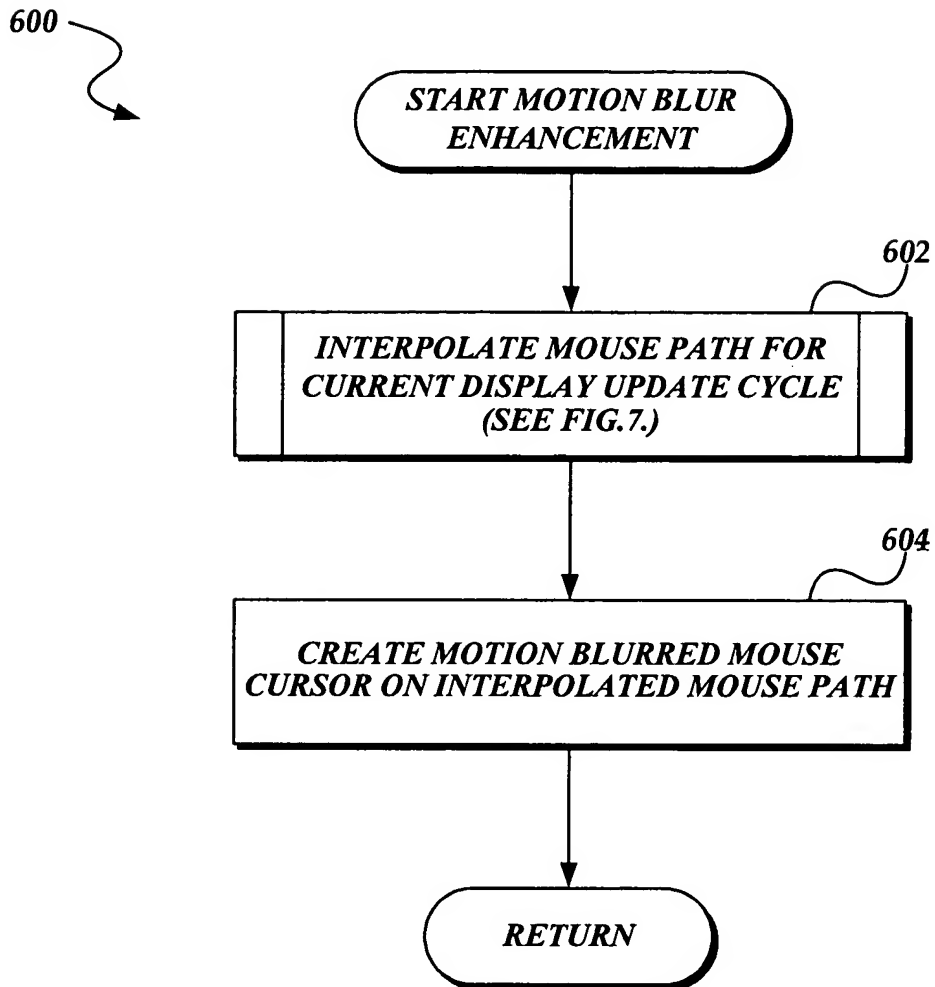 600
START MOTION BLUR
ENHANCEMENT
602
INTERPOLATE MOUSE PATH FOR
CURRENT DISPLAY UPDATE CYCLE
(SEE FIG.7.)
604
CREATE MOTION BLURRED MOUSE
CURSOR ON INTERPOLATED MOUSE PATH
RETURN